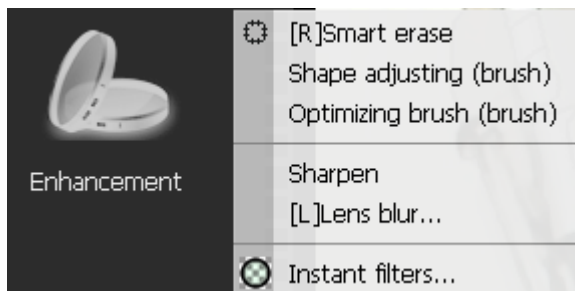 [R]Smart erase
Shape adjusting (brush)
Optimizing brush (brush)
Enhancement
Sharpen
[L]Lens blur...
Instant filters...